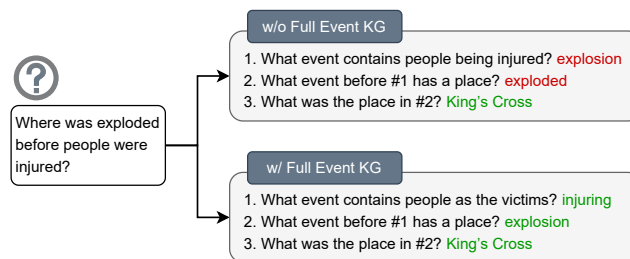 w/o Full Event KG
1. What event contains people being injured? explosion
2. What event before #1 has a place? exploded
3. What was the place in #2? King's Cross
?
Where was exploded
before people were
injured?
w/ Full Event KG
1. What event contains people as the victims? injuring
2. What event before #1 has a place? explosion
3. What was the place in #2? King's Cross